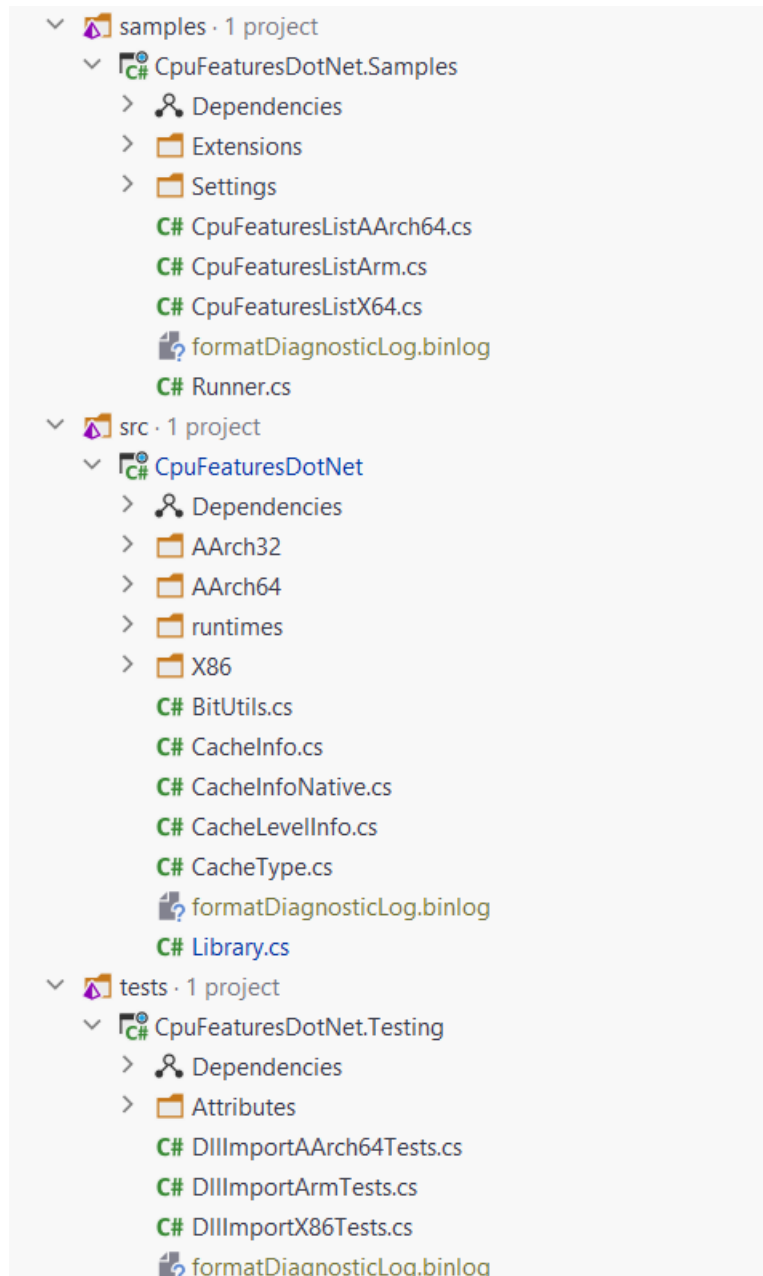 samples · 1 project
C# CpuFeaturesDotNet.Samples
Dependencies
Extensions
Settings
C# CpuFeaturesListAArch64.cs
C# CpuFeaturesListArm.cs
C# CpuFeaturesListX64.cs
formatDiagnosticLog.binlog
C# Runner.cs
src · 1 project
C# CpuFeaturesDotNet
Dependencies
AArch32
AArch64
runtimes
X86
C# BitUtils.cs
C# CacheInfo.cs
C# CacheInfoNative.cs
C# CacheLevelInfo.cs
C# CacheType.cs
formatDiagnosticLog.binlog
C# Library.cs
tests · 1 project
C# CpuFeaturesDotNet.Testing
Dependencies
Attributes
C# DllImportAArch64Tests.cs
C# DllImportArmTests.cs
C# DllImportX86Tests.cs
formatDiagnosticLog.binlog